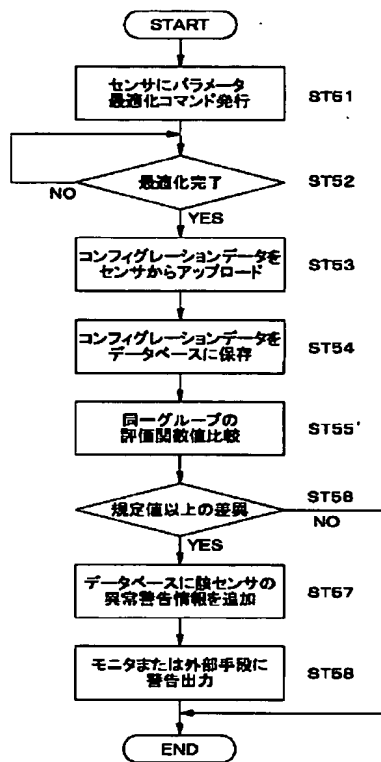 START
センサにパラメータ
最適化コマンド発行
ST51
最適化完了
ST52
NO
YES
コンフィグレーションデータを
センサからアップロード
ST53
コンフィグレーションデータを
データベースに保存
ST54
同一グループの
評価関数値比較
ST55'
規定値以上の差異
ST56
NO
YES
データベースに該センサの
異常警告情報を追加
ST57
モニタまたは外部手段に
警告出力
ST58
END